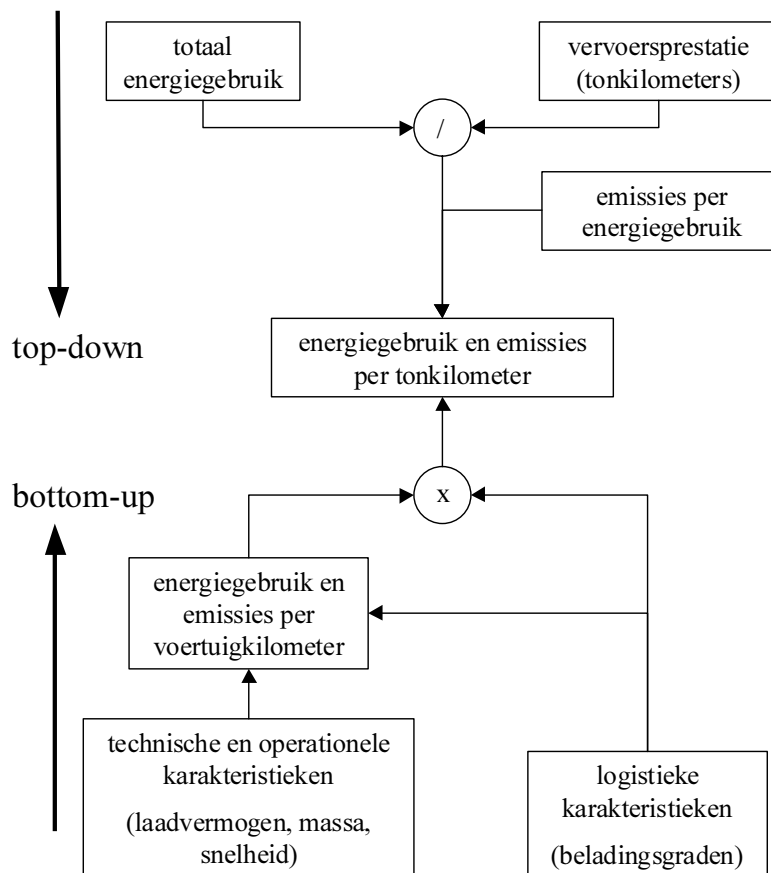 totaal
energiegebruik
vervoersprestatie
(tonkilometers)
/
emissies per
energiegebruik
top-down
energiegebruik en emissies
per tonkilometer
bottom-up
x
energiegebruik en
emissies per
voertuigkilometer
technische en operationele
karakteristieken
(laadvermogen, massa,
snelheid)
logistieke
karakteristieken
(beladingsgraden)